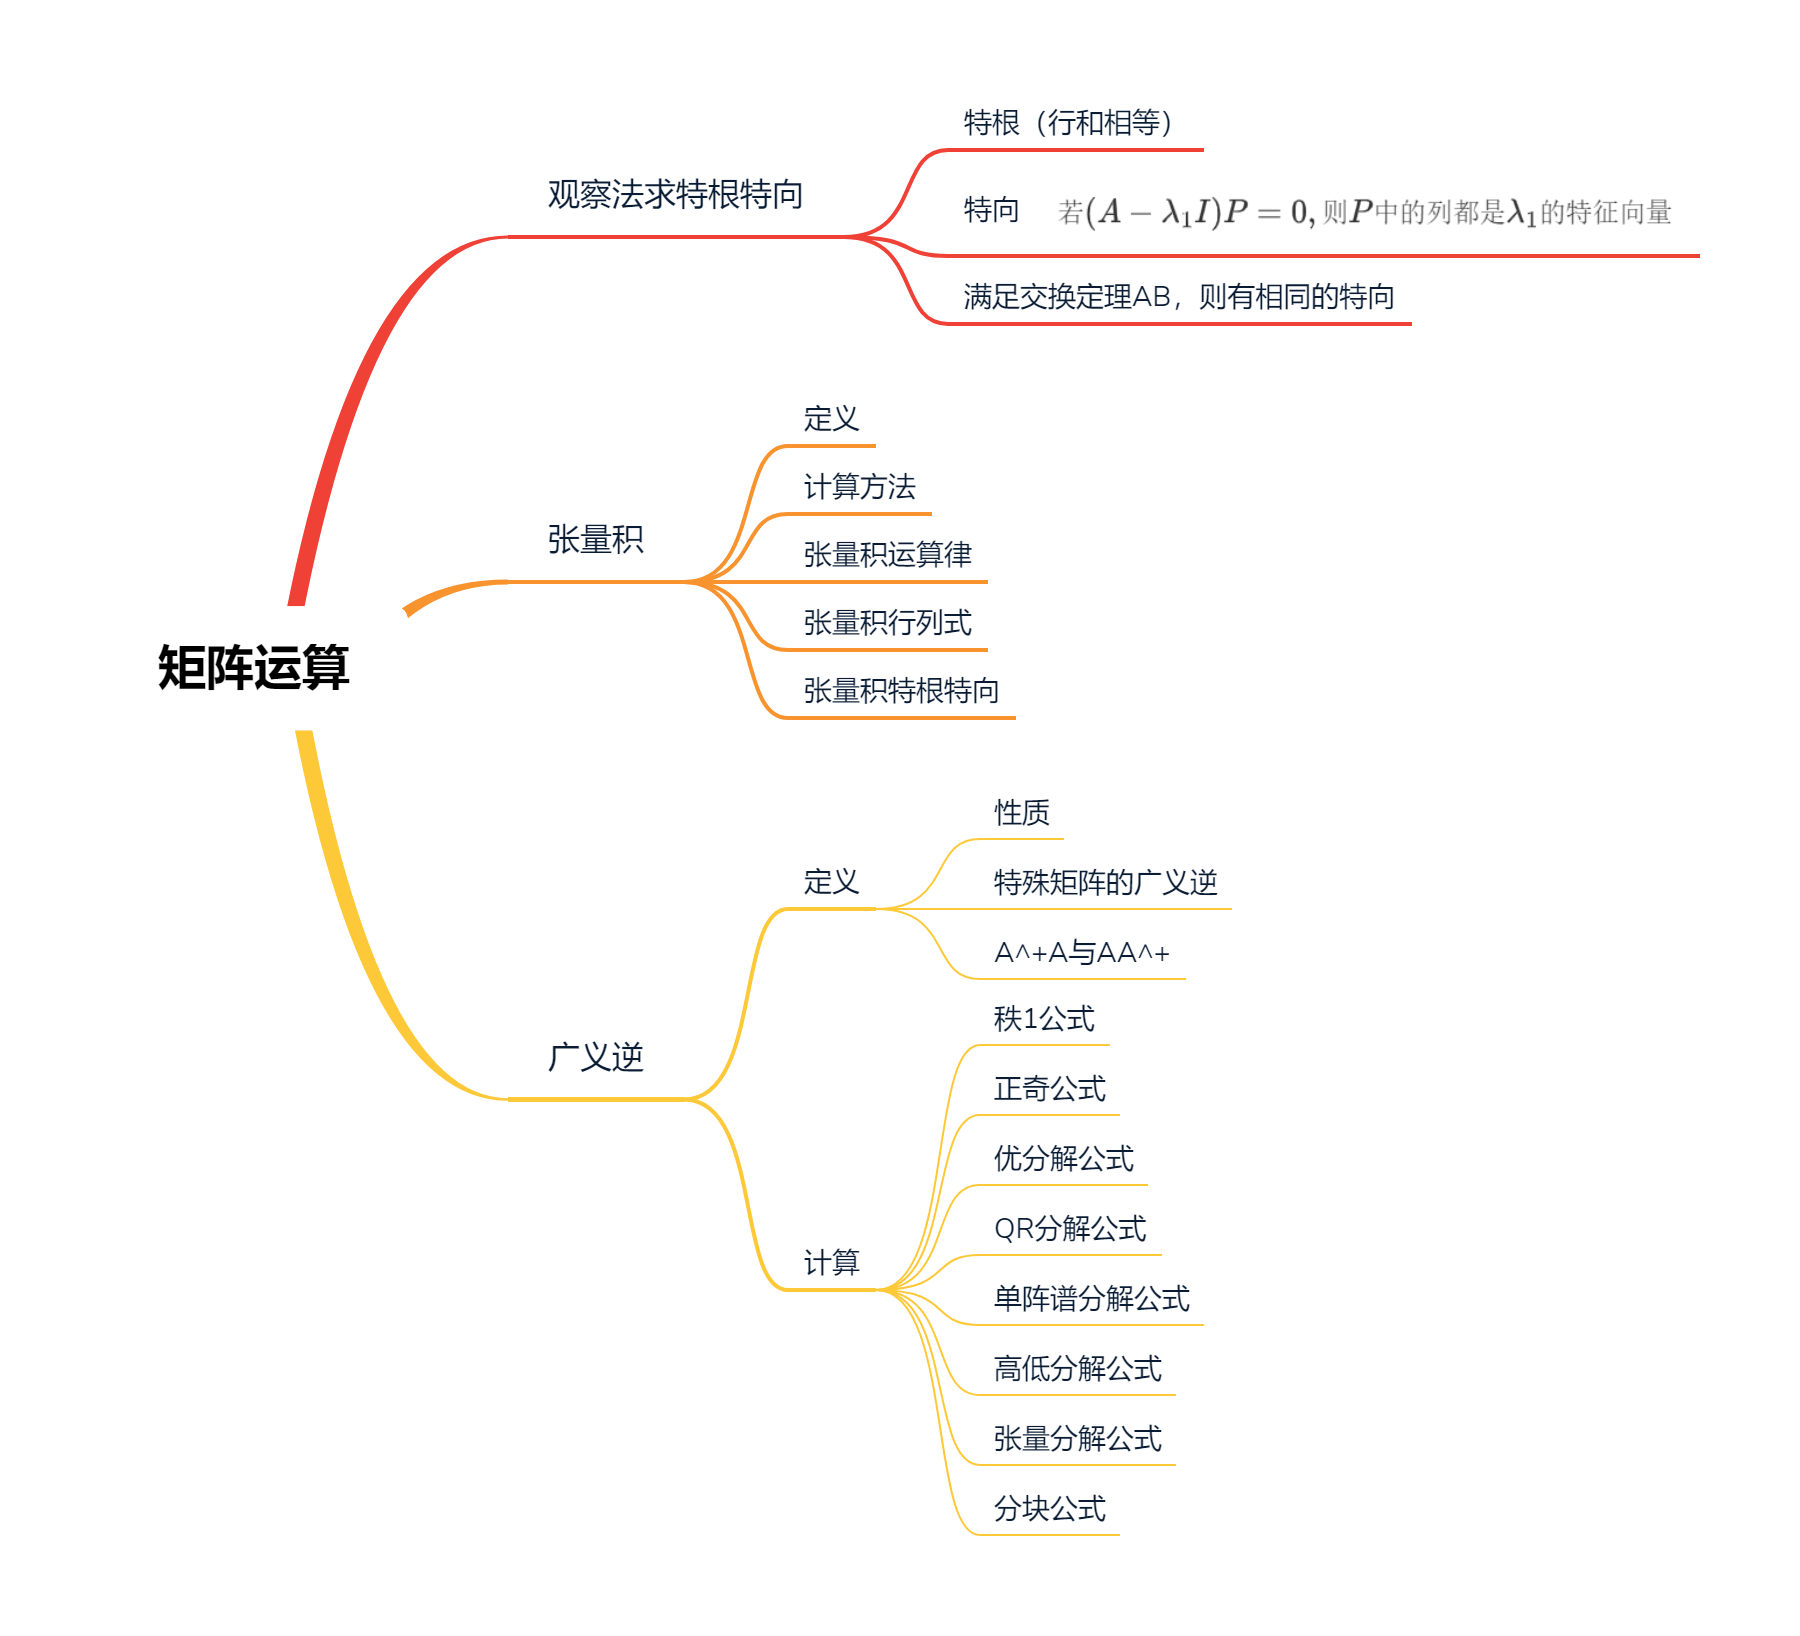 矩阵运算
观察法求特根特向
特根（行和相等）
特向 若(A − λ₁I)P = 0, 则P中的列都是λ₁的特征向量
满足交换定理AB，则有相同的特向
张量积
定义
计算方法
张量积运算律
张量积行列式
张量积特根特向
广义逆
定义
性质
特殊矩阵的广义逆
A^+A与AA^+
计算
秩1公式
正奇公式
优分解公式
QR分解公式
单阵谱分解公式
高低分解公式
张量分解公式
分块公式